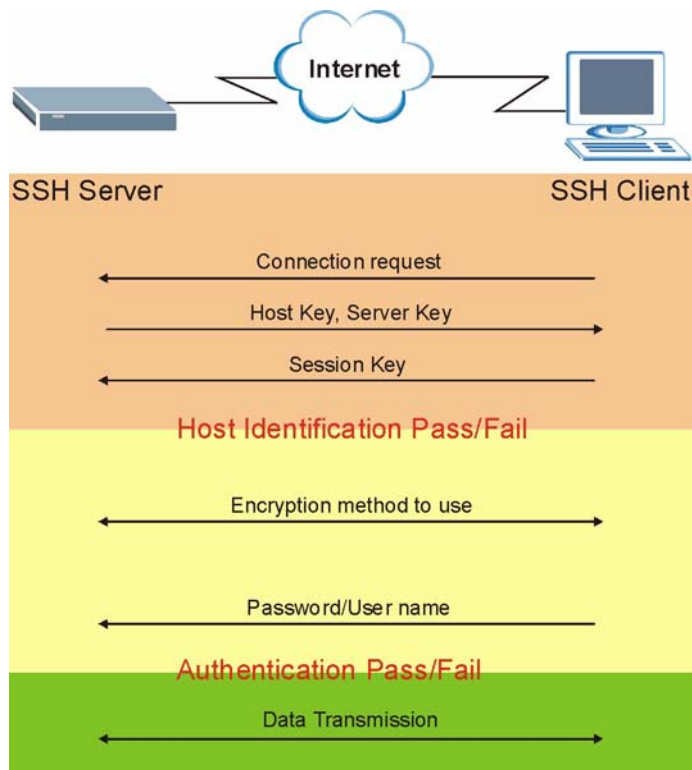 Internet
SSH Server
SSH Client
Connection request
Host Key, Server Key
Session Key
Host Identification Pass/Fail
Encryption method to use
Password/User name
Authentication Pass/Fail
Data Transmission